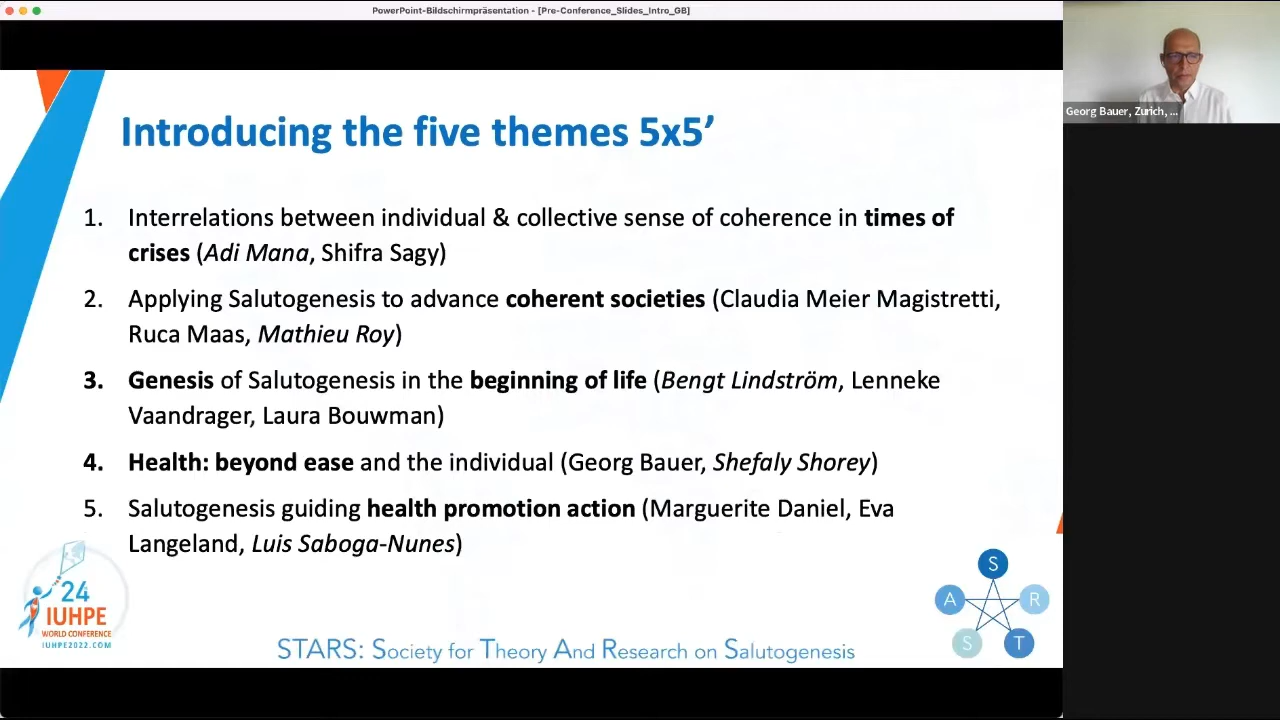 PowerPoint-Bildschirmpräsentation - [Pre-Conference_Slides_Intro_GB]
Georg Bauer, Zurich, ...
Introducing the five themes 5x5’
1. Interrelations between individual & collective sense of coherence in times of
crises (Adi Mana, Shifra Sagy)
2. Applying Salutogenesis to advance coherent societies (Claudia Meier Magistretti,
Ruca Maas, Mathieu Roy)
3. Genesis of Salutogenesis in the beginning of life (Bengt Lindström, Lenneke
Vaandrager, Laura Bouwman)
4. Health: beyond ease and the individual (Georg Bauer, Shefaly Shorey)
5. Salutogenesis guiding health promotion action (Marguerite Daniel, Eva
Langeland, Luis Saboga-Nunes)
24
IUHPE
WORLD CONFERENCE
IUHPE2022.COM
STARS: Society for Theory And Research on Salutogenesis
S
A
R
S
T